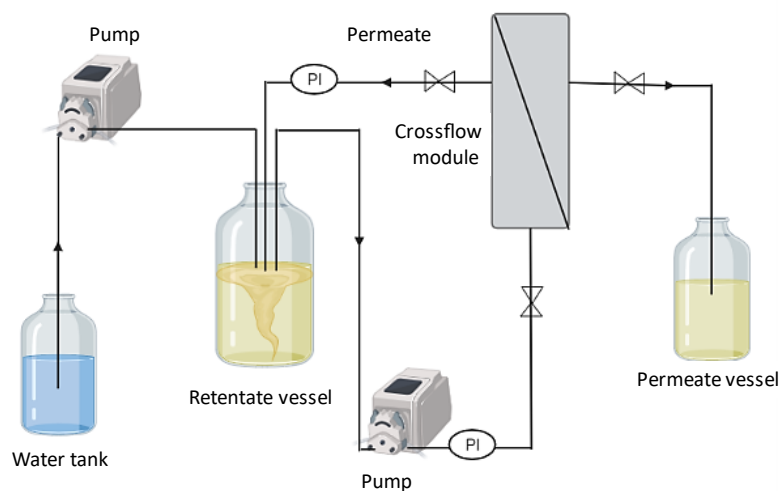 Pump
Permeate
PI
Crossflow
module
Retentate vessel
Permeate vessel
Water tank
PI
Pump